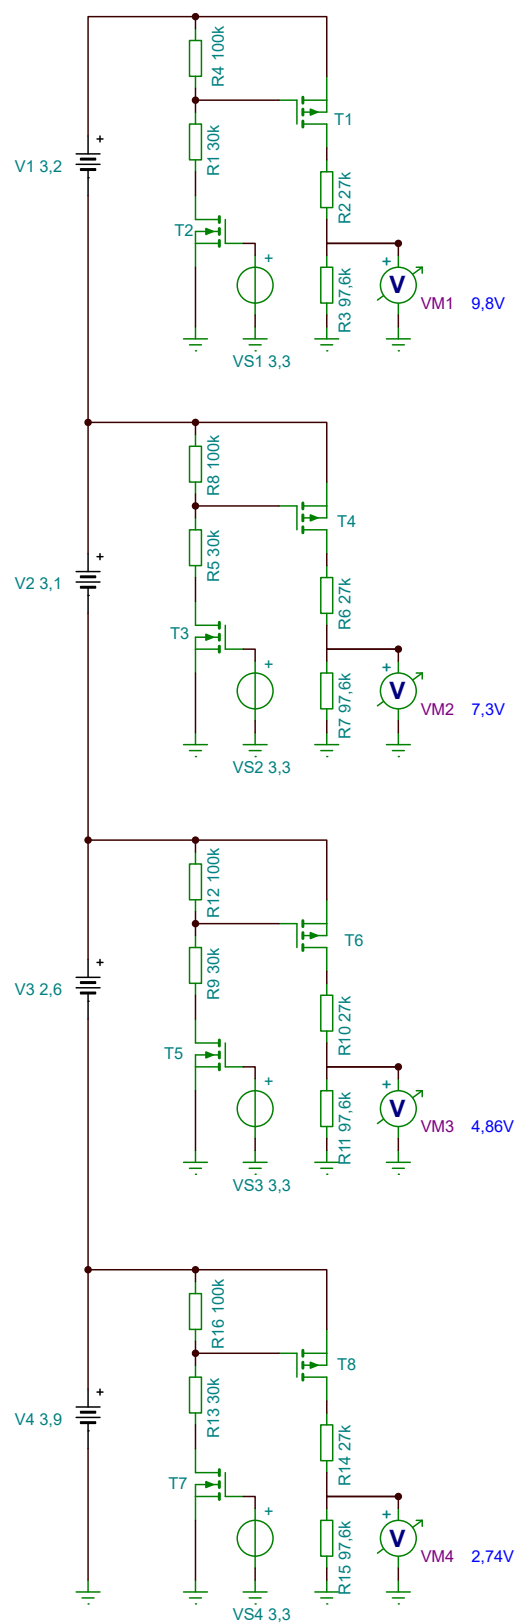 R4 100k
T1
R1 30k
V1 3,2
R2 27k
T2
+
+
+
V
R3 97,6k
VM1 9,8V
VS1 3,3
R8 100k
T4
R5 30k
+
V2 3,1
R6 27k
T3
+
+
V
R7 97,6k
VM2 7,3V
VS2 3,3
R12 100k
T6
R9 30k
+
V3 2,6
R10 27k
T5
+
+
V
R11 97,6k
VM3 4,86V
VS3 3,3
R16 100k
T8
R13 30k
+
V4 3,9
R14 27k
T7
+
+
V
R15 97,6k
VM4 2,74V
VS4 3,3